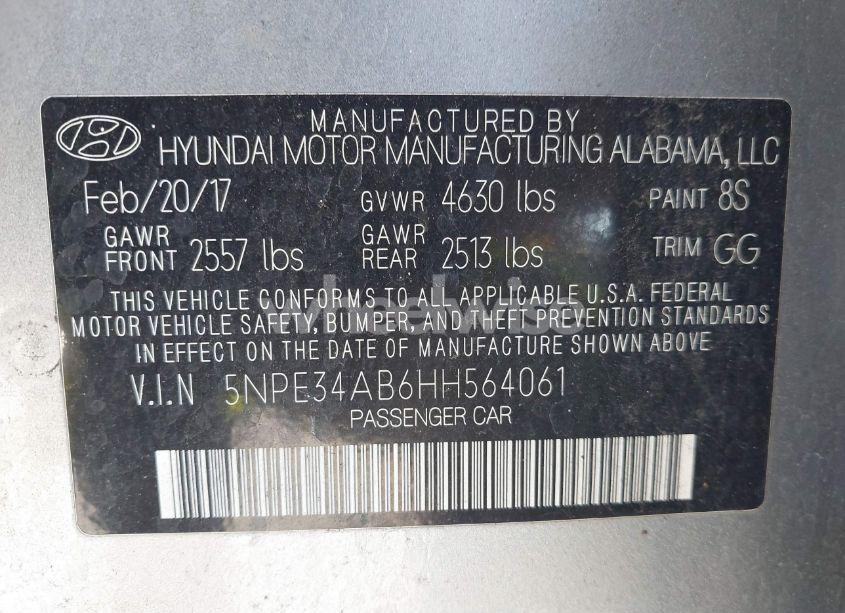 MANUFACTURED BY
HYUNDAI MOTOR MANUFACTURING ALABAMA, LLC
Feb/20/17 GVWR 4630 lbs PAINT 8S
GAWR FRONT 2557 lbs GAWR REAR 2513 lbs TRIM GG
THIS VEHICLE CONFORMS TO ALL APPLICABLE U.S.A. FEDERAL
MOTOR VEHICLE SAFETY, BUMPER, AND THEFT PREVENTION STANDARDS
IN EFFECT ON THE DATE OF MANUFACTURE SHOWN ABOVE.
V.I.N 5NPE34AB6HH564061
PASSENGER CAR
wheelwise